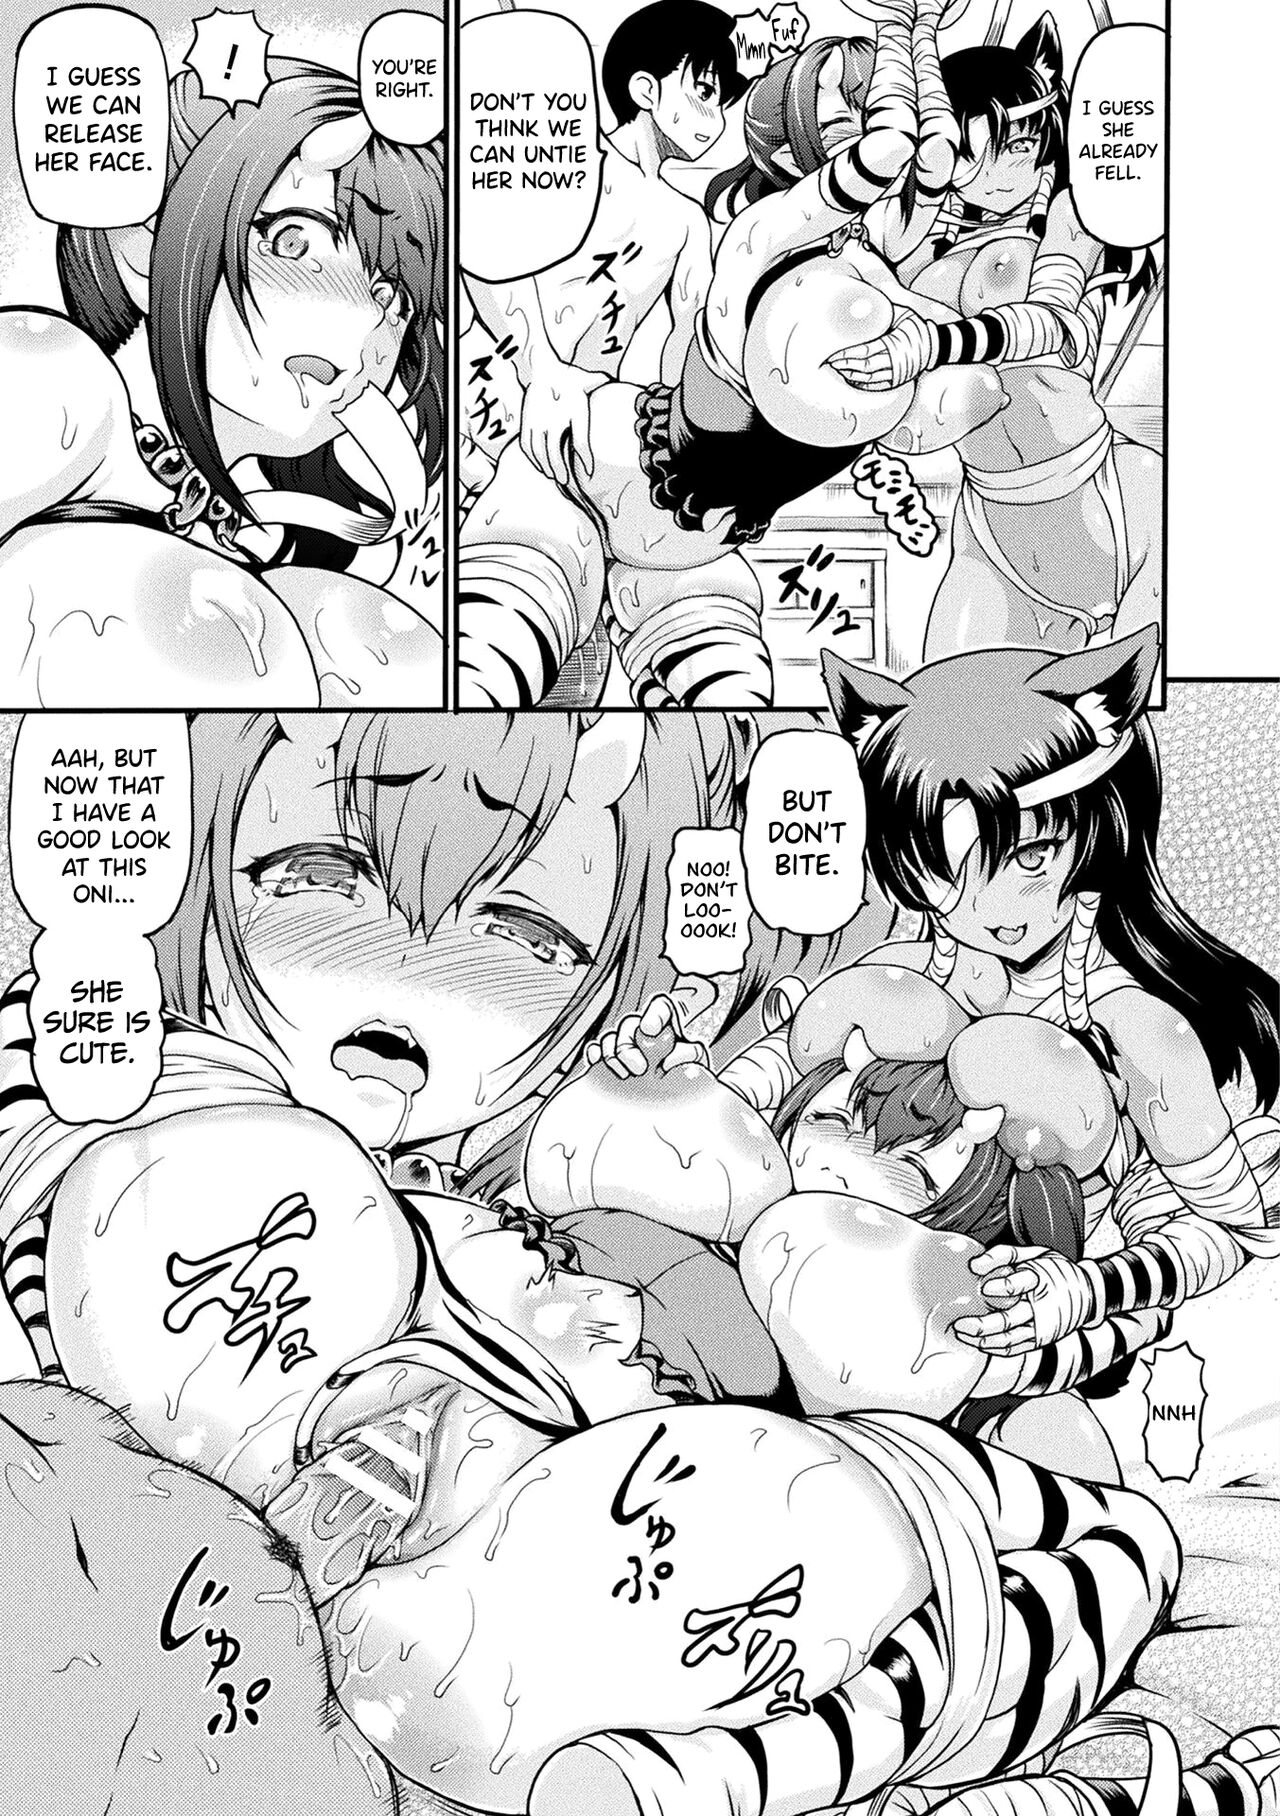 I GUESS
SHE
ALREADY
FELL.
Mmn
Fuf
DON'T YOU
THINK WE
CAN UNTIE
HER NOW?
ズチュ
ズチュ
モミモミ
ズリュ
YOU'RE
RIGHT.
!
I GUESS
WE CAN
RELEASE
HER FACE.
BUT
DON'T
BITE.
NOO!
DON'T
LOO-
OOOK!
AAH, BUT
NOW THAT
I HAVE A
GOOD LOOK
AT THIS
ONI...
SHE
SURE IS
CUTE.
NNH
じゅぷ
じゅぷ